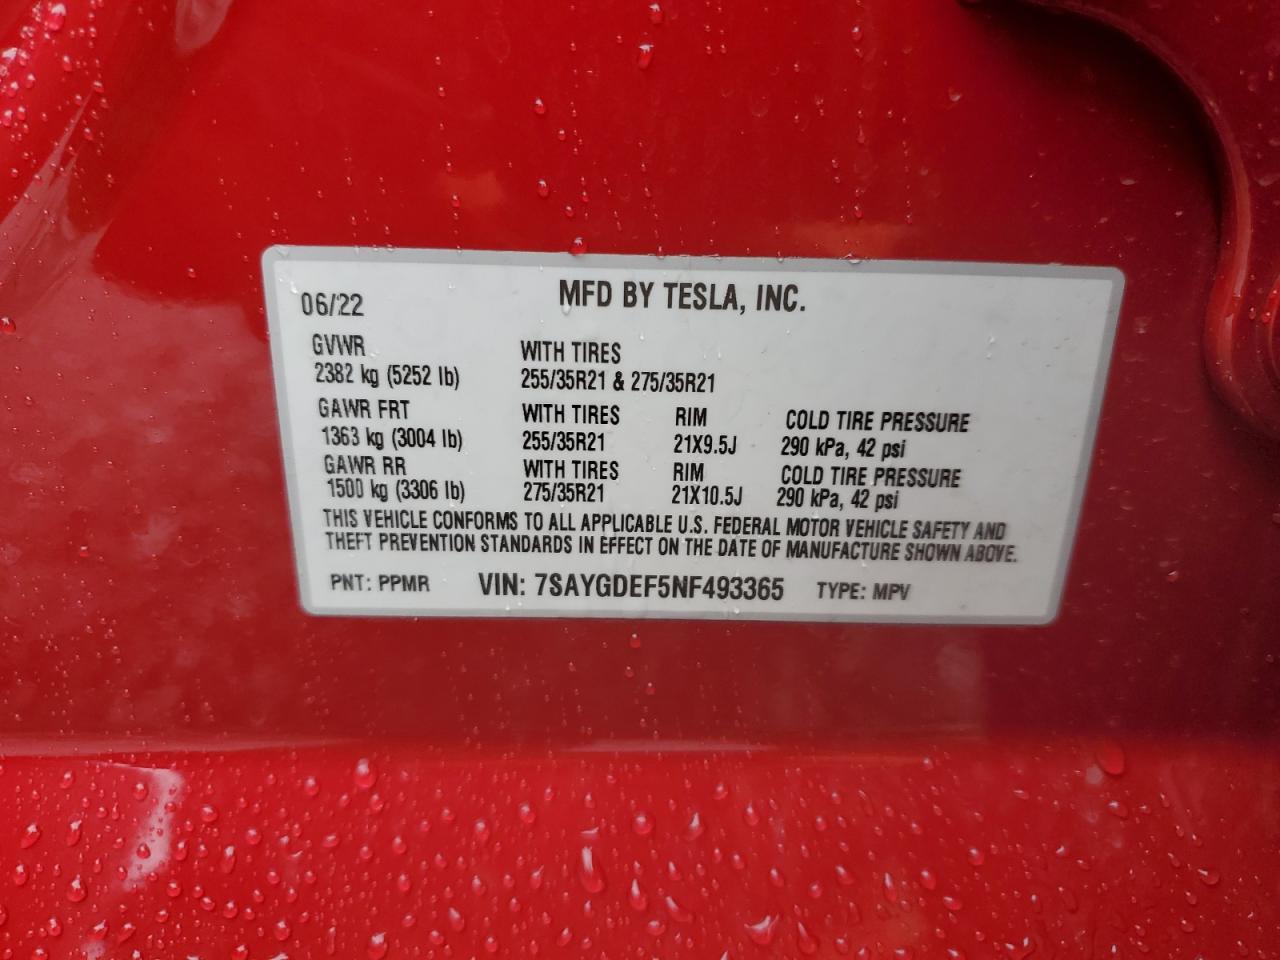 06/22 MFD BY TESLA, INC.
GVWR WITH TIRES
2382 kg (5252 lb) 255/35R21 & 275/35R21
GAWR FRT WITH TIRES RIM COLD TIRE PRESSURE
1363 kg (3004 lb) 255/35R21 21X9.5J 290 kPa, 42 psi
GAWR RR WITH TIRES RIM COLD TIRE PRESSURE
1500 kg (3306 lb) 275/35R21 21X10.5J 290 kPa, 42 psi
THIS VEHICLE CONFORMS TO ALL APPLICABLE U.S. FEDERAL MOTOR VEHICLE SAFETY AND
THEFT PREVENTION STANDARDS IN EFFECT ON THE DATE OF MANUFACTURE SHOWN ABOVE.
PNT: PPMR VIN: 7SAYGDEF5NF493365 TYPE: MPV